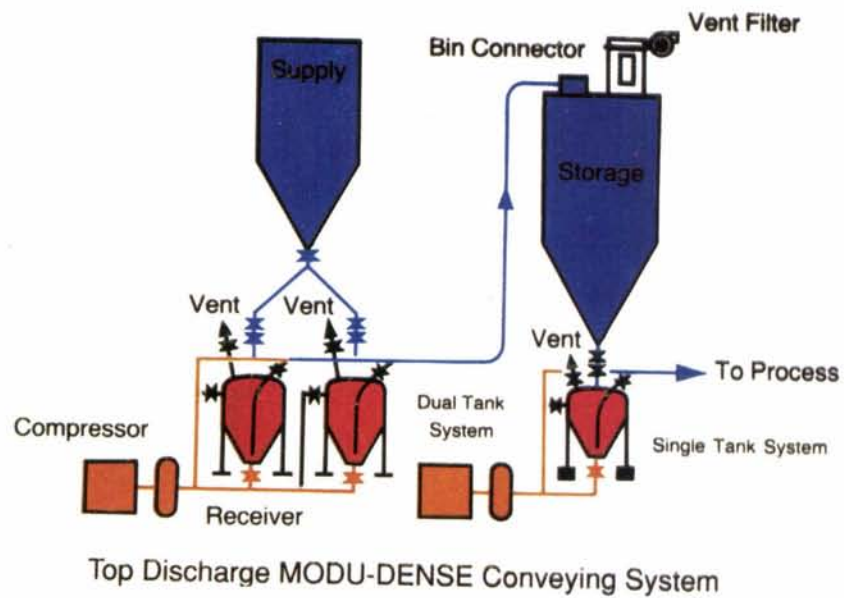 Vent Filter
Bin Connector
Supply
Storage
Vent
Vent
Vent
To Process
Dual Tank
System
Compressor
Single Tank System
Receiver
Top Discharge MODU-DENSE Conveying System